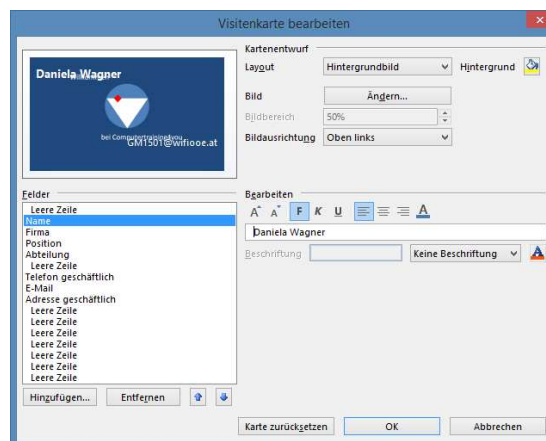 Visitenkarte bearbeiten
Daniela Wagner
bei Computertraining4you
GM1501@wifiooe.at
Kartenentwurf
Layout Hintergrundbild Hintergrund
Bild Ändern...
Bildbereich 50%
Bildausrichtung Oben links
Felder
Leere Zeile
Name
Firma
Position
Abteilung
Leere Zeile
Telefon geschäftlich
E-Mail
Adresse geschäftlich
Leere Zeile
Leere Zeile
Leere Zeile
Leere Zeile
Leere Zeile
Leere Zeile
Leere Zeile
Hinzufügen... Entfernen
Bearbeiten
A A F K U A
Daniela Wagner
Beschriftung Keine Beschriftung A
Karte zurücksetzen OK Abbrechen